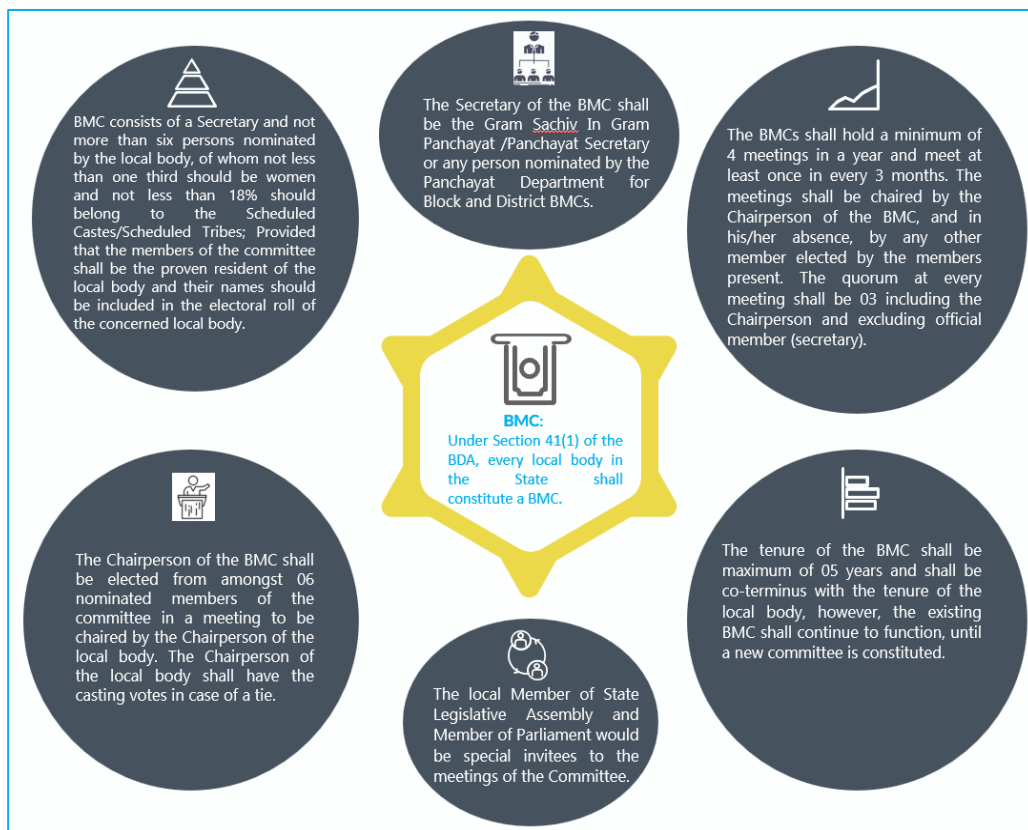 BMC consists of a Secretary and not
more than six persons nominated
by the local body, of whom not less
than one third should be women
and not less than 18% should
belong to the Scheduled
Castes/Scheduled Tribes; Provided
that the members of the committee
shall be the proven resident of the
local body and their names should
be included in the electoral roll of
the concerned local body.
The Secretary of the BMC shall
be the Gram Sachiv In Gram
Panchayat /Panchayat Secretary
or any person nominated by the
Panchayat Department for
Block and District BMCs.
The BMCs shall hold a minimum of
4 meetings in a year and meet at
least once in every 3 months. The
meetings shall be chaired by the
Chairperson of the BMC, and in
his/her absence, by any other
member elected by the members
present. The quorum at every
meeting shall be 03 including the
Chairperson and excluding official
member (secretary).
BMC:
Under Section 41(1) of the
BDA, every local body in
the State shall
constitute a BMC.
The Chairperson of the BMC shall
be elected from amongst 06
nominated members of the
committee in a meeting to be
chaired by the Chairperson of the
local body. The Chairperson of
the local body shall have the
casting votes in case of a tie.
The local Member of State
Legislative Assembly and
Member of Parliament would
be special invitees to the
meetings of the Committee.
The tenure of the BMC shall be
maximum of 05 years and shall be
co-terminus with the tenure of the
local body, however, the existing
BMC shall continue to function, until
a new committee is constituted.